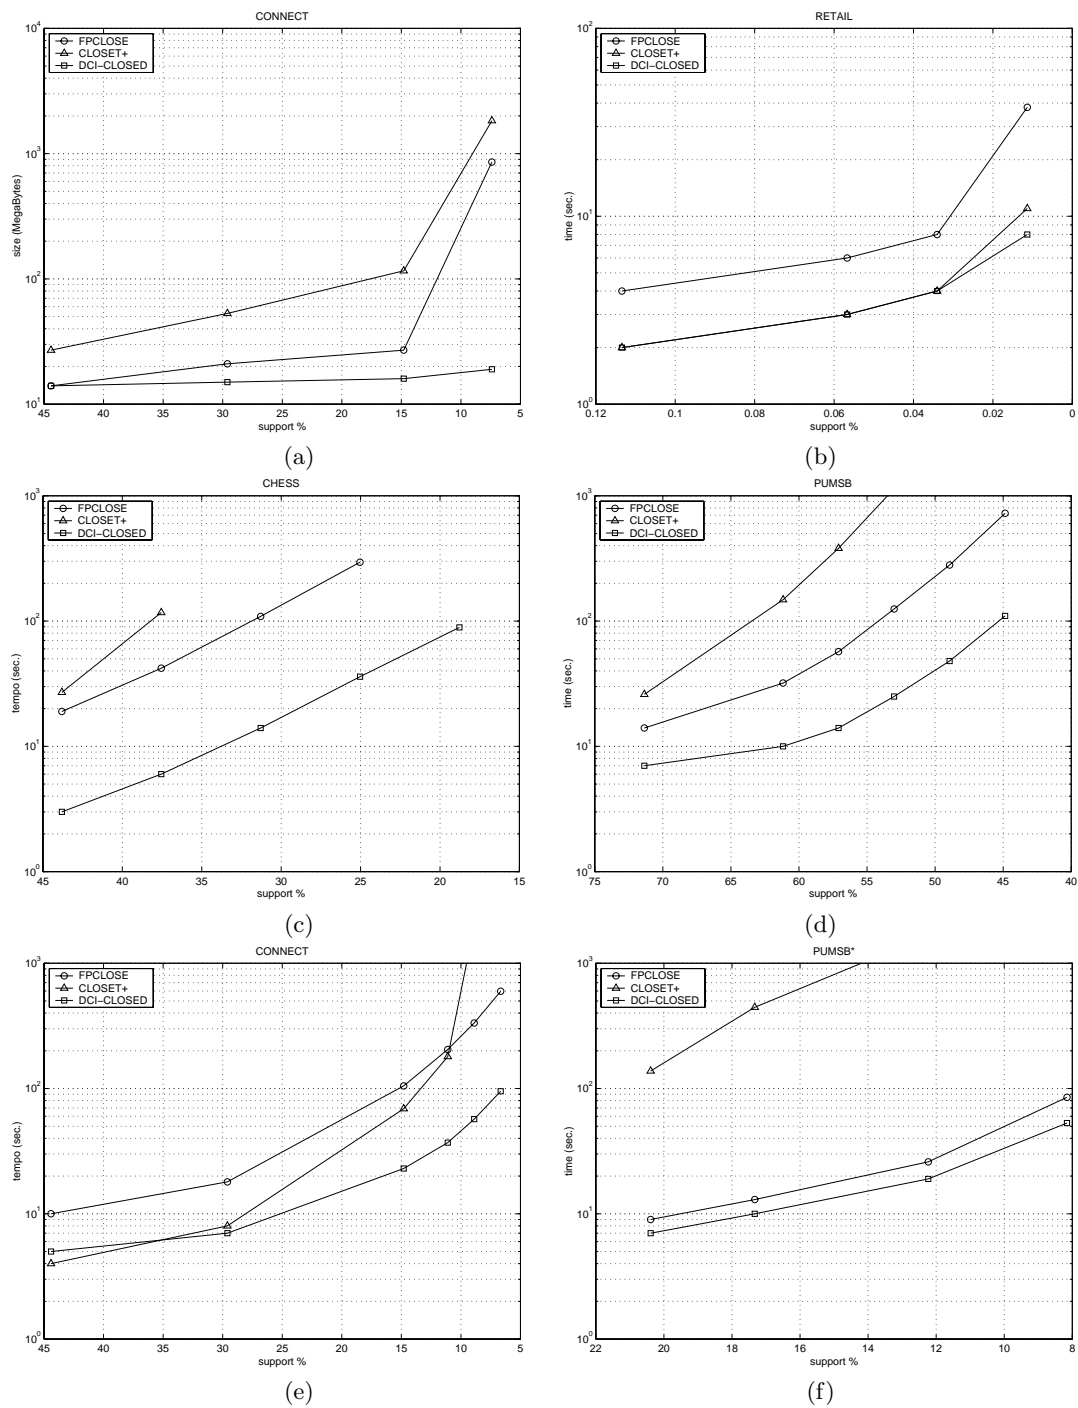 CONNECT
10^4
10^3
10^2
10^1
size (MegaBytes)
FPCLOSE
CLOSET+
DCI-CLOSED
45 40 35 30 25 20 15 10 5
support %
(a)
RETAIL
10^2
10^1
10^0
time (sec.)
FPCLOSE
CLOSET+
DCI-CLOSED
0.12 0.1 0.08 0.06 0.04 0.02 0
support %
(b)
CHESS
10^3
10^2
10^1
10^0
tempo (sec.)
FPCLOSE
CLOSET+
DCI-CLOSED
45 40 35 30 25 20 15
support %
(c)
PUMSB
10^3
10^2
10^1
10^0
time (sec.)
FPCLOSE
CLOSET+
DCI-CLOSED
75 70 65 60 55 50 45 40
support %
(d)
CONNECT
10^3
10^2
10^1
10^0
tempo (sec.)
FPCLOSE
CLOSET+
DCI-CLOSED
45 40 35 30 25 20 15 10 5
support %
(e)
PUMSB*
10^3
10^2
10^1
10^0
time (sec.)
FPCLOSE
CLOSET+
DCI-CLOSED
22 20 18 16 14 12 10 8
support %
(f)